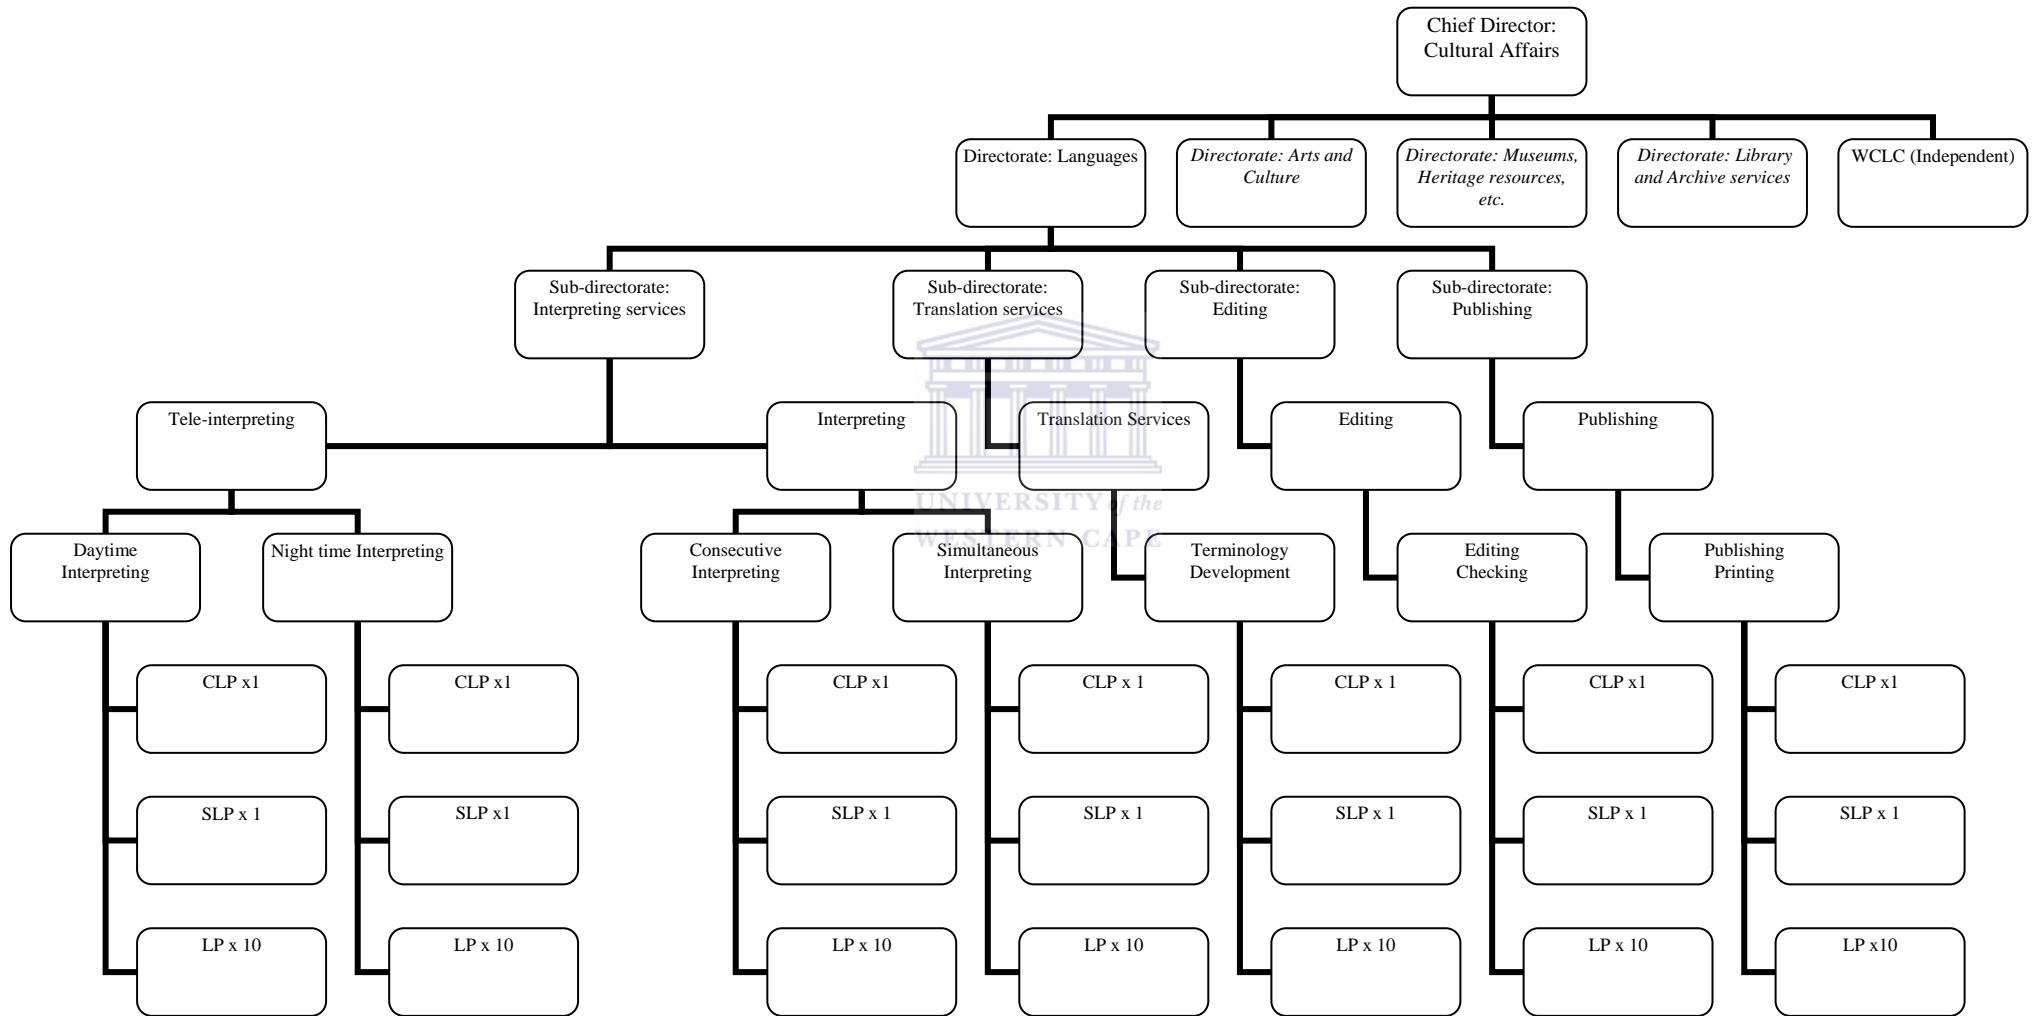 Chief Director:
Cultural Affairs
Directorate: Languages
Directorate: Arts and
Culture
Directorate: Museums,
Heritage resources,
etc.
Directorate: Library
and Archive services
WCLC (Independent)
Sub-directorate:
Interpreting services
Sub-directorate:
Translation services
Sub-directorate:
Editing
Sub-directorate:
Publishing
Tele-interpreting
Interpreting
Translation Services
Editing
Publishing
UNIVERSITY of the
WESTERN CAPE
Daytime
Interpreting
Night time Interpreting
Consecutive
Interpreting
Simultaneous
Interpreting
Terminology
Development
Editing
Checking
Publishing
Printing
CLP x1
CLP x1
CLP x1
CLP x 1
CLP x 1
CLP x1
CLP x1
SLP x 1
SLP x1
SLP x 1
SLP x 1
SLP x 1
SLP x 1
SLP x 1
LP x 10
LP x 10
LP x 10
LP x 10
LP x 10
LP x 10
LP x10